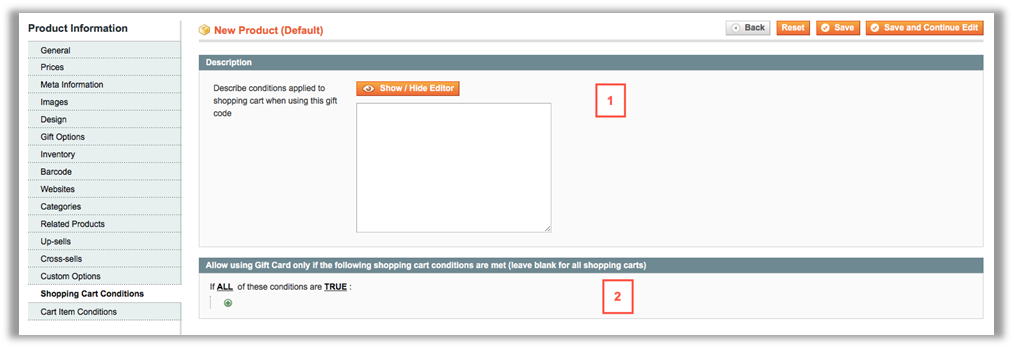 Product Information
General
Prices
Meta Information
Images
Design
Gift Options
Inventory
Barcode
Websites
Categories
Related Products
Up-sells
Cross-sells
Custom Options
Shopping Cart Conditions
Cart Item Conditions
New Product (Default)
Back Reset Save Save and Continue Edit
Description
Describe conditions applied to
shopping cart when using this gift
code
Show / Hide Editor
1
Allow using Gift Card only if the following shopping cart conditions are met (leave blank for all shopping carts)
If ALL of these conditions are TRUE :
2